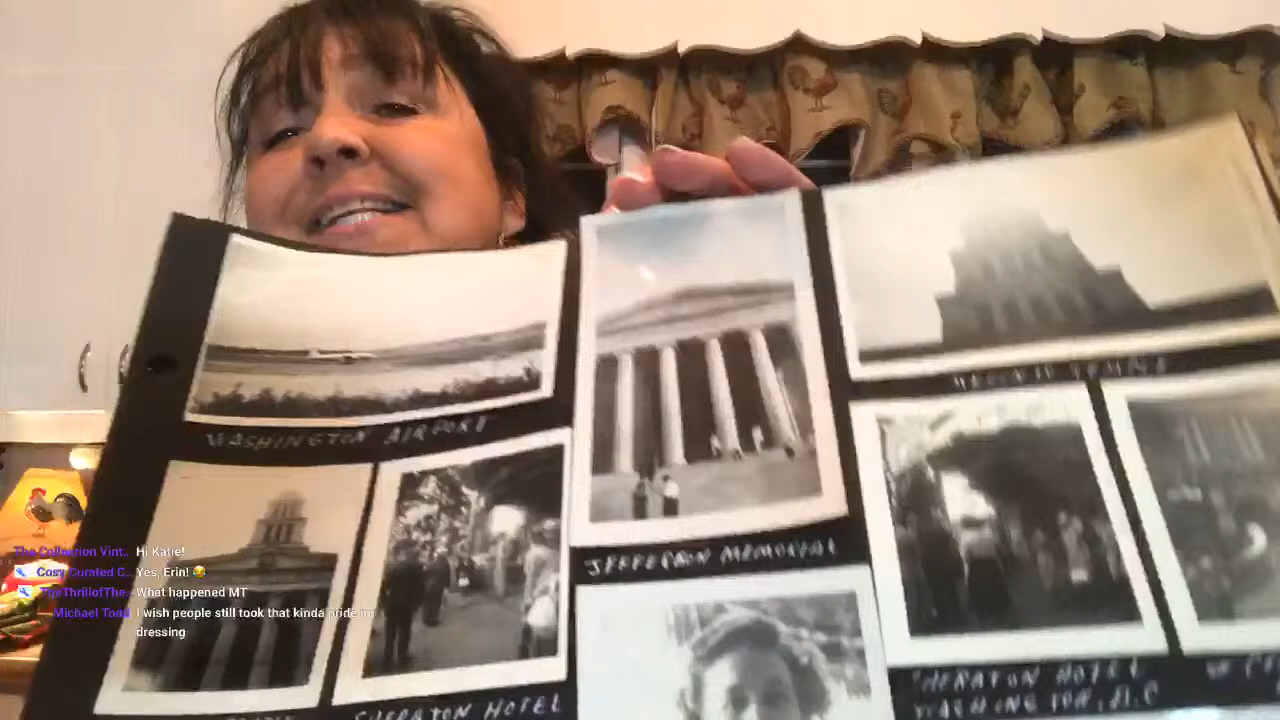 WASHINGTON AIRPORT
JEFFERSON MEMORIAL
SHERATON HOTEL
SHERATON HOTEL
WASHINGTON, D.C
The Collection Vint.. Hi Katie!
Cosy Curated C... Yes, Erin! 😂
TheThrillofThe.. What happened MT
Michael Todd I wish people still took that kinda pride in
dressing